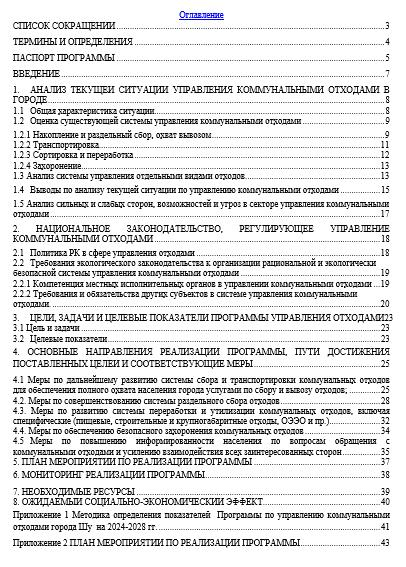 Оглавление
СПИСОК СОКРАЩЕНИЙ....................3
ТЕРМИНЫ И ОПРЕДЕЛЕНИЯ....................4
ПАСПОРТ ПРОГРАММЫ....................5
ВВЕДЕНИЕ....................7
1. АНАЛИЗ ТЕКУЩЕЙ СИТУАЦИИ УПРАВЛЕНИЯ КОММУНАЛЬНЫМИ ОТХОДАМИ В
ГОРОДЕ....................8
1.1 Общая характеристика ситуации....................8
1.2 Оценка существующей системы управления коммунальными отходами....................9
1.2.1 Накопление и раздельный сбор, охват вывозом....................9
1.2.2 Транспортировка....................11
1.2.3 Сортировка и переработка....................12
1.2.4 Захоронение....................13
1.3 Анализ системы управления отдельными видами отходов....................13
1.4 Выводы по анализу текущей ситуации по управлению коммунальными отходами....................15
1.5 Анализ сильных и слабых сторон, возможностей и угроз в секторе управления коммунальными
отходами....................17
2. НАЦИОНАЛЬНОЕ ЗАКОНОДАТЕЛЬСТВО, РЕГУЛИРУЮЩЕЕ УПРАВЛЕНИЕ
КОММУНАЛЬНЫМИ ОТХОДАМИ....................18
2.1 Политика РК в сфере управления отходами....................18
2.2 Требования экологического законодательства к организации рациональной и экологически
безопасной системы управления коммунальными отходами....................19
2.2.1 Компетенция местных исполнительных органов в управлении коммунальными отходами...19
2.2.2 Требования и обязательства других субъектов в системе управления коммунальными
отходами....................20
3. ЦЕЛИ, ЗАДАЧИ И ЦЕЛЕВЫЕ ПОКАЗАТЕЛИ ПРОГРАММЫ УПРАВЛЕНИЯ ОТХОДАМИ23
3.1 Цель и задачи....................23
3.2 Целевые показатели....................23
4. ОСНОВНЫЕ НАПРАВЛЕНИЯ РЕАЛИЗАЦИИ ПРОГРАММЫ, ПУТИ ДОСТИЖЕНИЯ
ПОСТАВЛЕННЫХ ЦЕЛЕЙ И СООТВЕТСТВУЮЩИЕ МЕРЫ....................25
4.1 Меры по дальнейшему развитию системы сбора и транспортировки коммунальных отходов
для обеспечения полного охвата населения города услугами по сбору и вывозу отходов;....................25
4.2. Меры по совершенствованию системы раздельного сбора отходов....................28
4.3. Меры по развитию системы переработки и утилизации коммунальных отходов, включая
специфические (пищевые, строительные и крупногабаритные отходы, ОЭЭО и пр.)....................32
4.4. Меры по обеспечению безопасного захоронения коммунальных отходов....................34
4.5 Меры по повышению информированности населения по вопросам обращения с
коммунальными отходами и усилению взаимодействия всех заинтересованных сторон....................35
5. ПЛАН МЕРОПРИЯТИЙ ПО РЕАЛИЗАЦИИ ПРОГРАММЫ....................37
6. МОНИТОРИНГ РЕАЛИЗАЦИИ ПРОГРАММЫ....................38
7. НЕОБХОДИМЫЕ РЕСУРСЫ....................39
8. ОЖИДАЕМЫЙ СОЦИАЛЬНО-ЭКОНОМИЧЕСКИЙ ЭФФЕКТ....................40
Приложение 1 Методика определения показателей Программы по управлению коммунальными
отходами города Шу на 2024-2028 гг....................41
Приложение 2 ПЛАН МЕРОПРИЯТИЙ ПО РЕАЛИЗАЦИИ ПРОГРАММЫ....................43